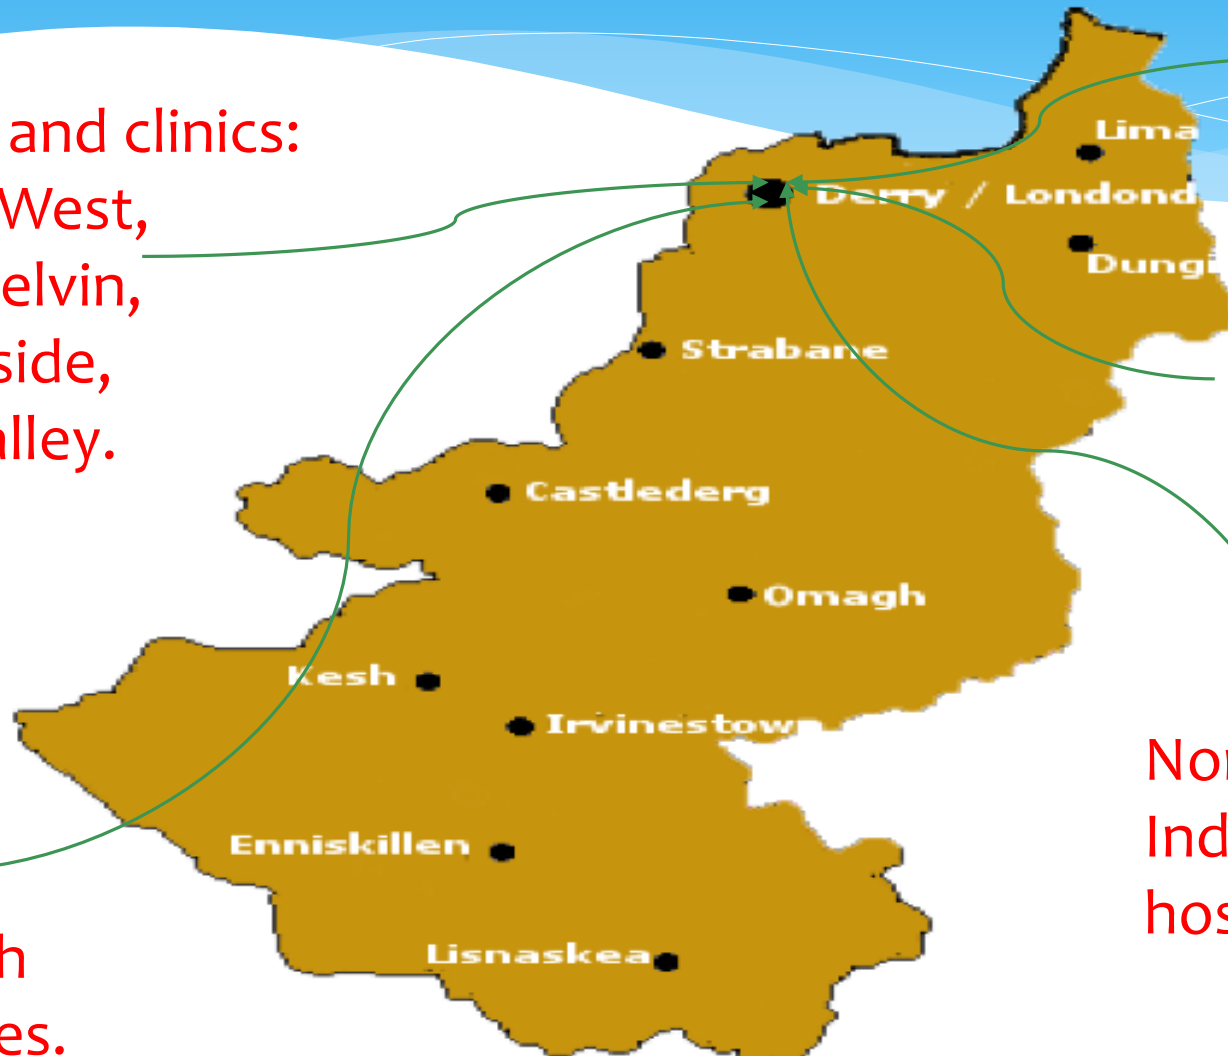 and clinics:
West,
elvin,
side,
alley.
Lima
Derry / Londond
Dungi
Strabane
Castlederg
Omagh
Kesh
Irvinestown
Enniskillen
Lisnaskea
Nor
Ind
hos
h
es.